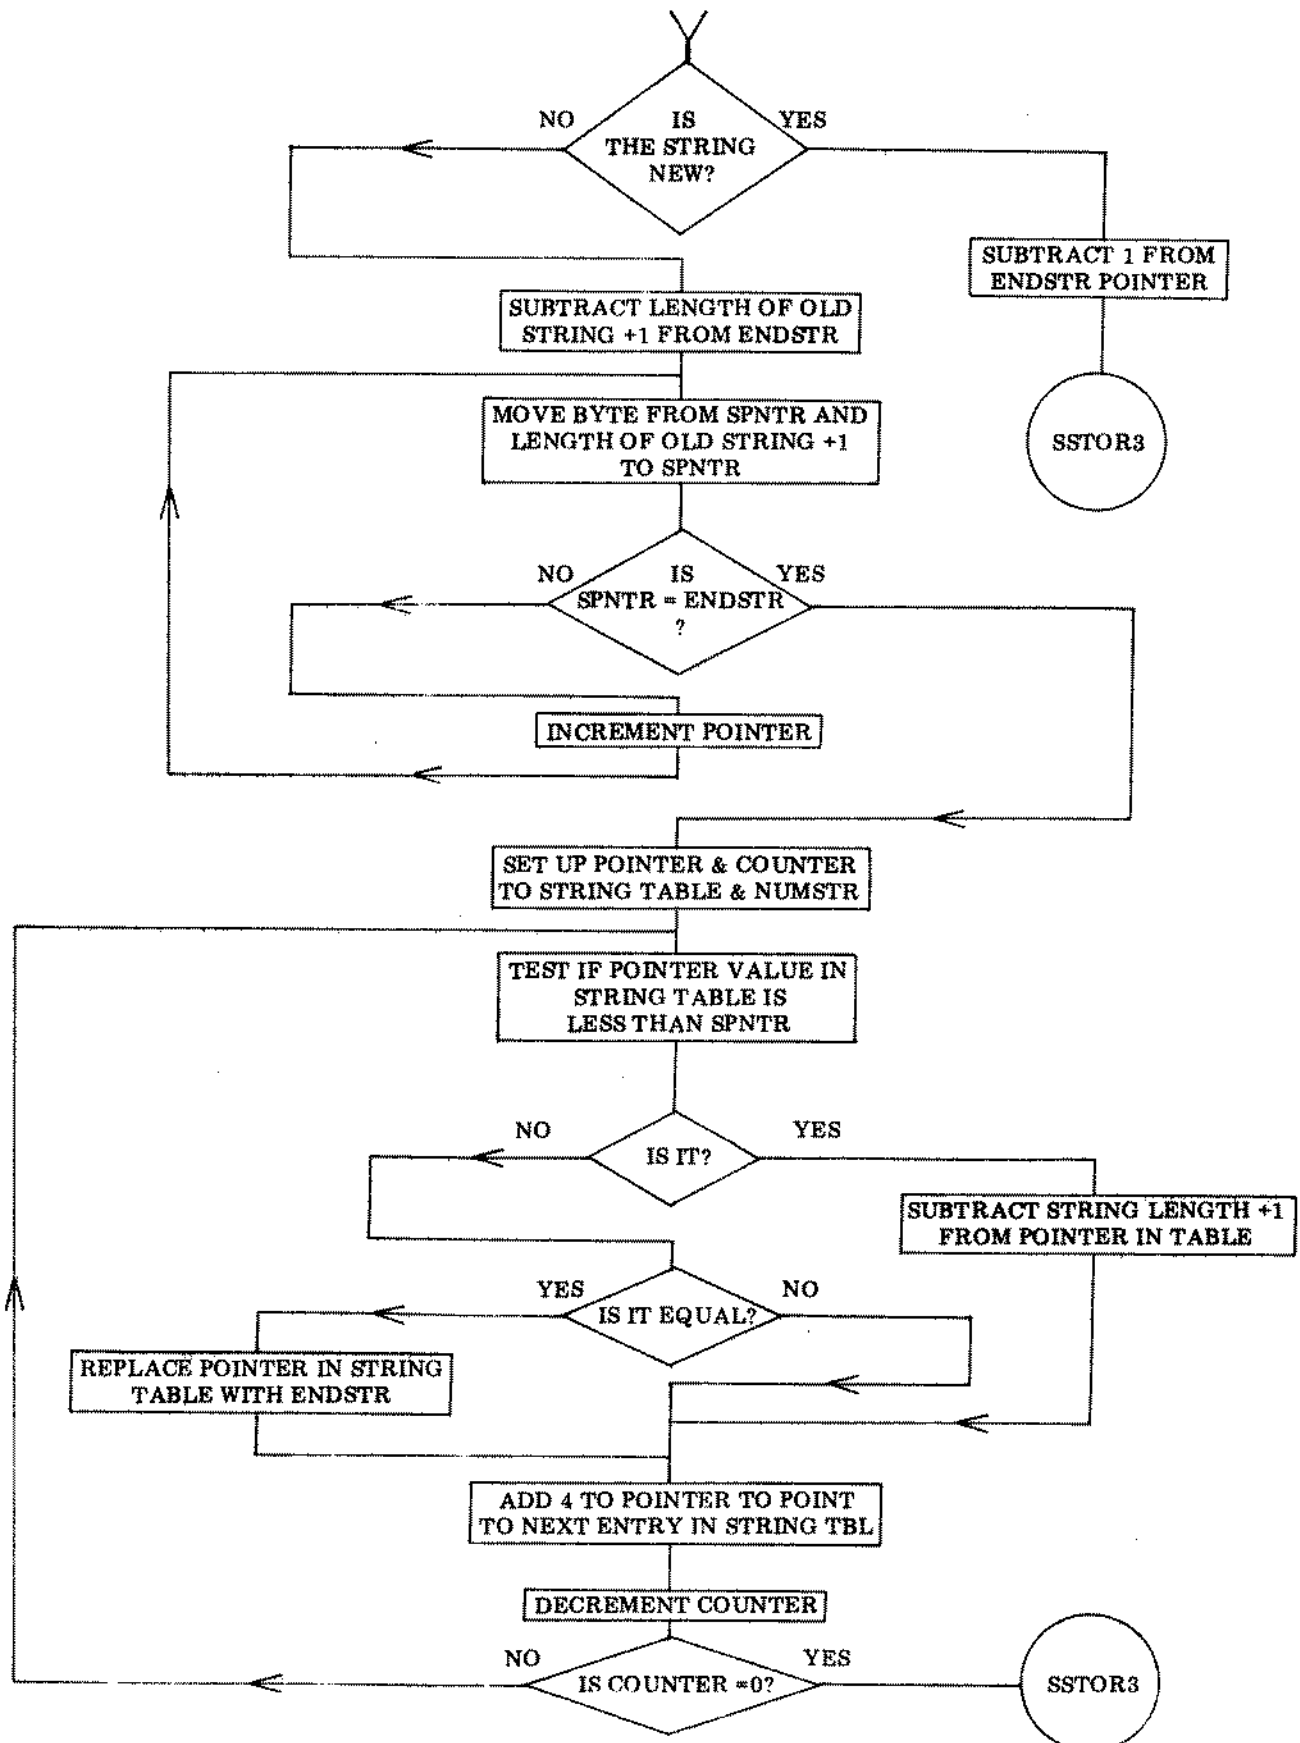 NO
IS
YES
THE STRING
NEW?
SUBTRACT 1 FROM
ENDSTR POINTER
SUBTRACT LENGTH OF OLD
STRING +1 FROM ENDSTR
MOVE BYTE FROM SPNTR AND
LENGTH OF OLD STRING +1
TO SPNTR
SSTOR3
NO
IS
YES
SPNTR = ENDSTR
?
INCREMENT POINTER
SET UP POINTER & COUNTER
TO STRING TABLE & NUMSTR
TEST IF POINTER VALUE IN
STRING TABLE IS
LESS THAN SPNTR
NO
YES
IS IT?
SUBTRACT STRING LENGTH +1
FROM POINTER IN TABLE
YES
NO
IS IT EQUAL?
REPLACE POINTER IN STRING
TABLE WITH ENDSTR
ADD 4 TO POINTER TO POINT
TO NEXT ENTRY IN STRING TBL
DECREMENT COUNTER
NO
YES
IS COUNTER =0?
SSTOR3